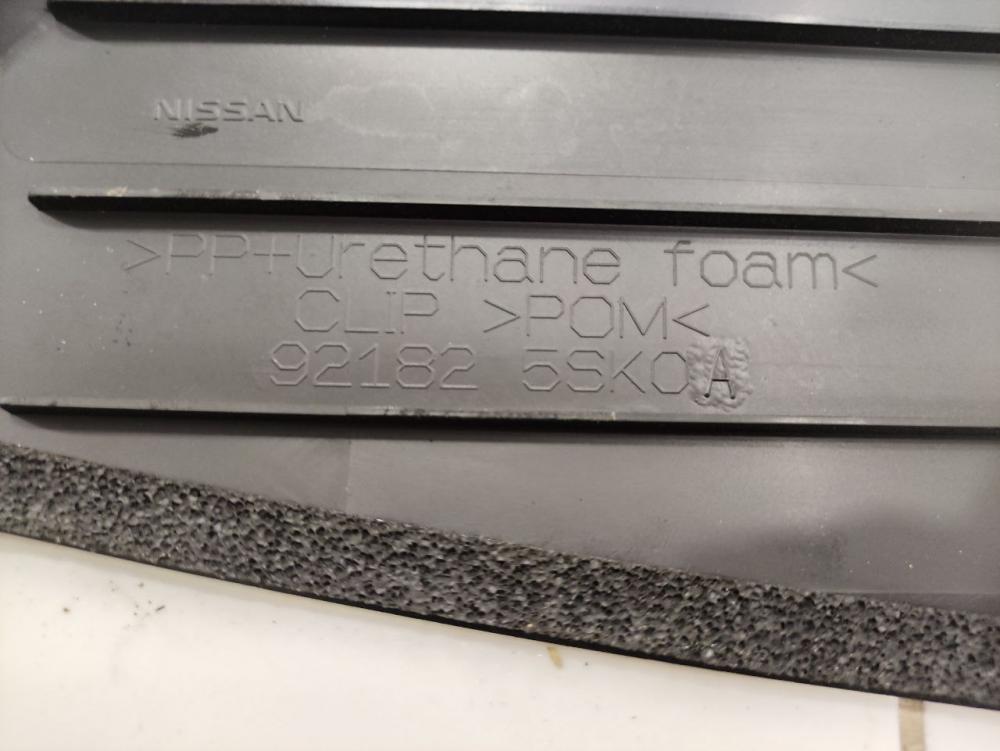 NISSAN
>PP+Urethane foam<
CLIP >POM<
92182 5SK0A